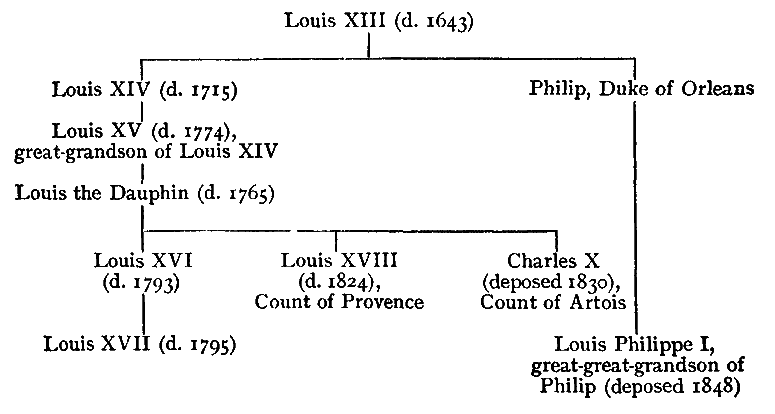 Louis XIII (d. 1643)
Louis XIV (d. 1715)
Philip, Duke of Orleans
Louis XV (d. 1774),
great-grandson of Louis XIV
Louis the Dauphin (d. 1765)
Louis XVI
(d. 1793)
Louis XVIII
(d. 1824),
Count of Provence
Charles X
(deposed 1830),
Count of Artois
Louis XVII (d. 1795)
Louis Philippe I,
great-great-grandson of
Philip (deposed 1848)